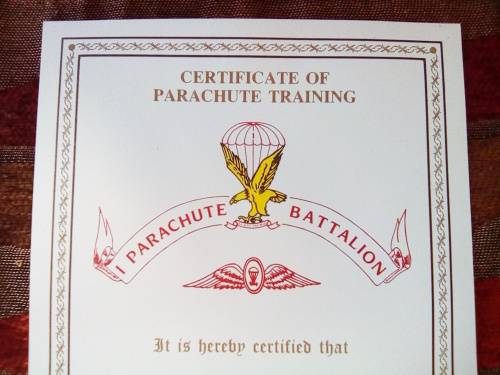 CERTIFICATE OF
PARACHUTE TRAINING
1 PARACHUTE BATTALION
It is hereby certified that